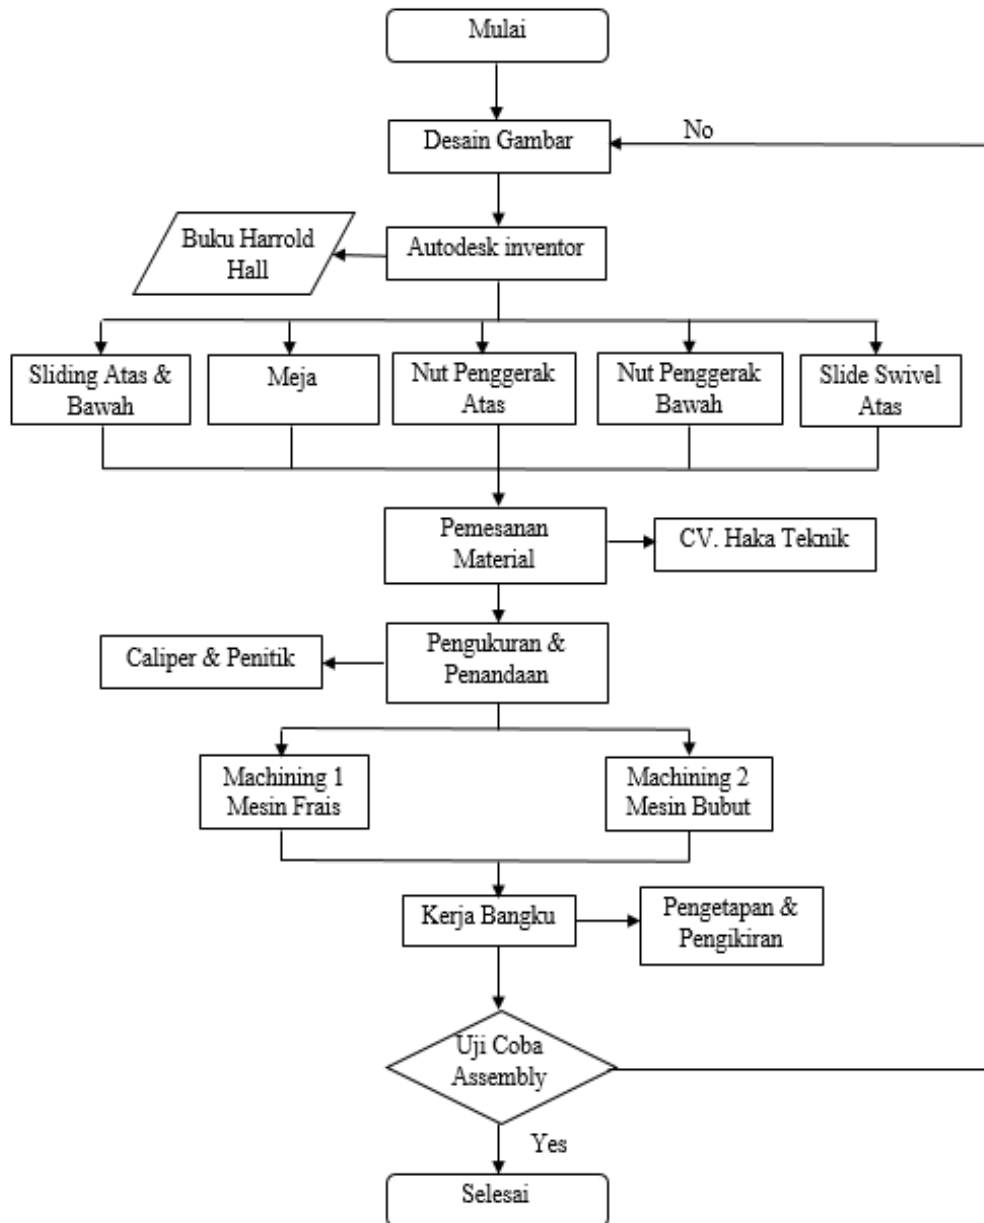 Mulai
Desain Gambar
No
Buku Harrold
Hall
Autodesk inventor
Sliding Atas &
Bawah
Meja
Nut Penggerak
Atas
Nut Penggerak
Bawah
Slide Swivel
Atas
Pemesanan
Material
CV. Haka Teknik
Caliper & Penitik
Pengukuran &
Penandaan
Machining 1
Mesin Frais
Machining 2
Mesin Bubut
Kerja Bangku
Pengetapan &
Pengikiran
Uji Coba
Assembly
Yes
Selesai